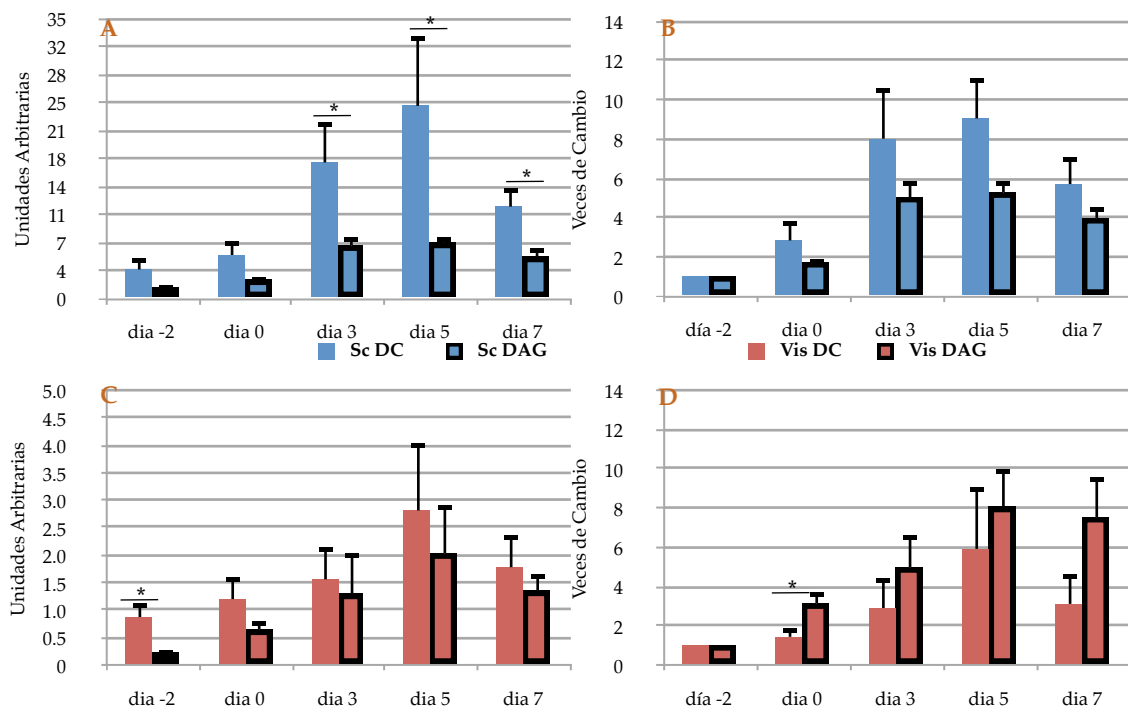 A
Unidades Arbitrarias
35
32
28
25
21
18
14
11
7
4
0
*
*
*
dia -2
dia 0
dia 3
dia 5
dia 7
Sc DC
Sc DAG
B
Veces de Cambio
14
12
10
8
6
4
2
0
día -2
dia 0
dia 3
dia 5
dia 7
Vis DC
Vis DAG
C
Unidades Arbitrarias
5.0
4.5
4.0
3.5
3.0
2.5
2.0
1.5
1.0
0.5
0
*
dia -2
dia 0
dia 3
dia 5
dia 7
D
Veces de Cambio
14
12
10
8
6
4
2
0
*
día -2
dia 0
dia 3
dia 5
dia 7